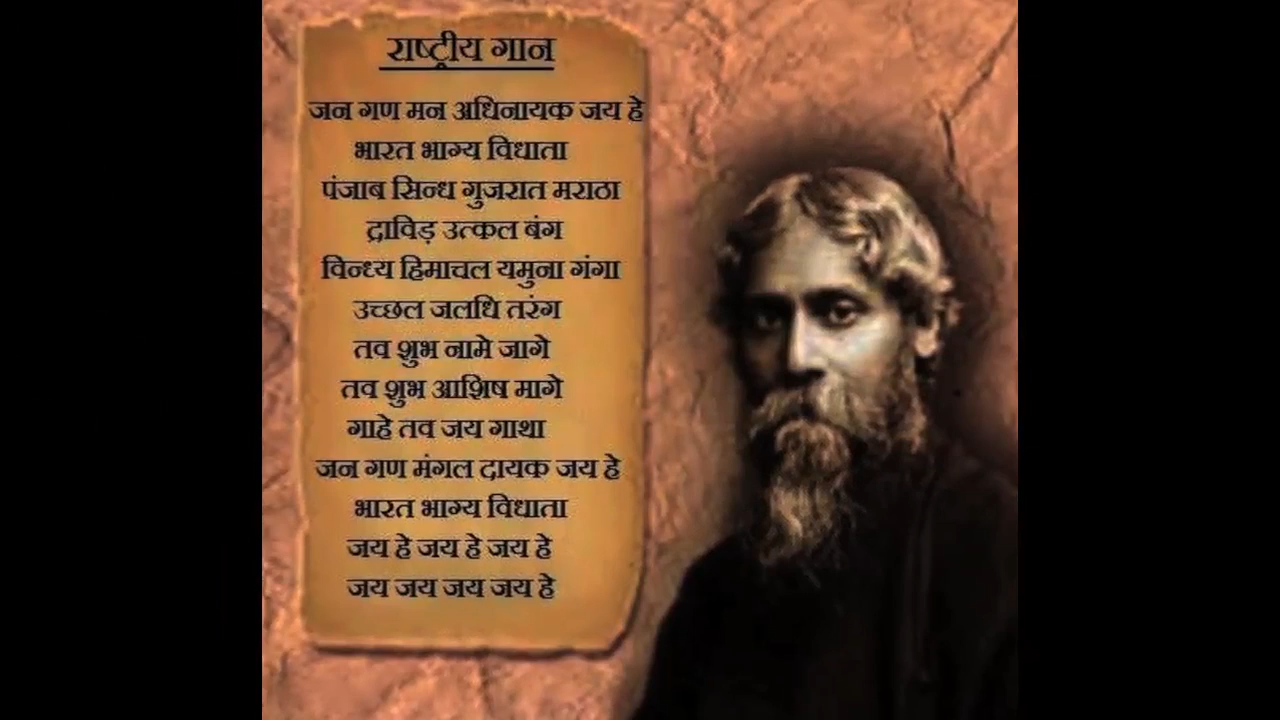 राष्ट्रीय गान
जन गण मन अधिनायक जय हे
भारत भाग्य विधाता
पंजाब सिन्ध गुजरात मराठा
द्राविड़ उत्कल बंग
विन्ध्य हिमाचल यमुना गंगा
उच्छल जलधि तरंग
तव शुभ नामे जागे
तव शुभ आशिष मागे
गाहे तव जय गाथा
जन गण मंगल दायक जय हे
भारत भाग्य विधाता
जय हे जय हे जय हे
जय जय जय जय हे